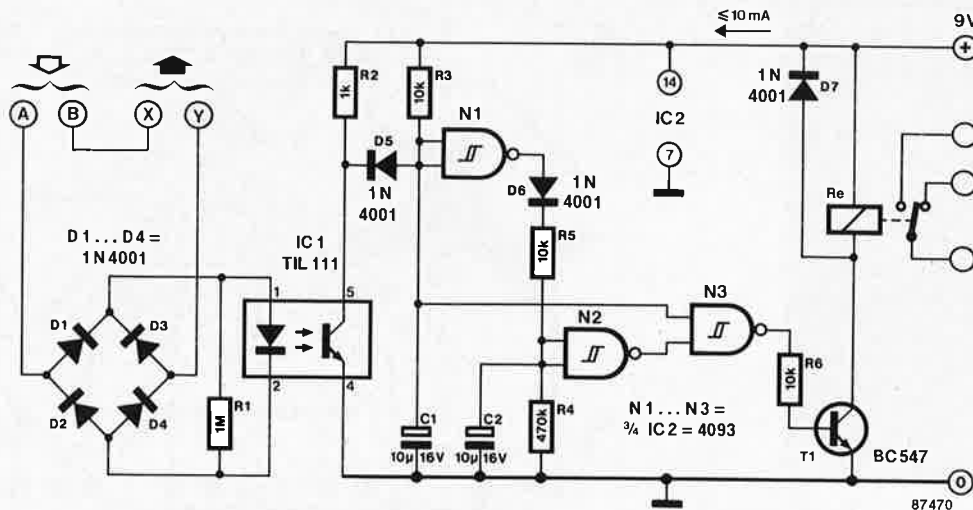 ≤10 mA
9V
+
A
B
X
Y
R2
1k
R3
10k
N1
14
IC2
7
1N
4001
D7
D5
1N
4001
D6
1N
4001
R5
10k
Re
D1...D4=
1N4001
IC1
TIL111
1
5
2
4
D1
D3
D2
D4
R1
1M
N2
N3
R6
10k
C1
10µ 16V
C2
10µ 16V
R4
470k
N1...N3=
¾ IC2=4093
T1
BC547
0
87470